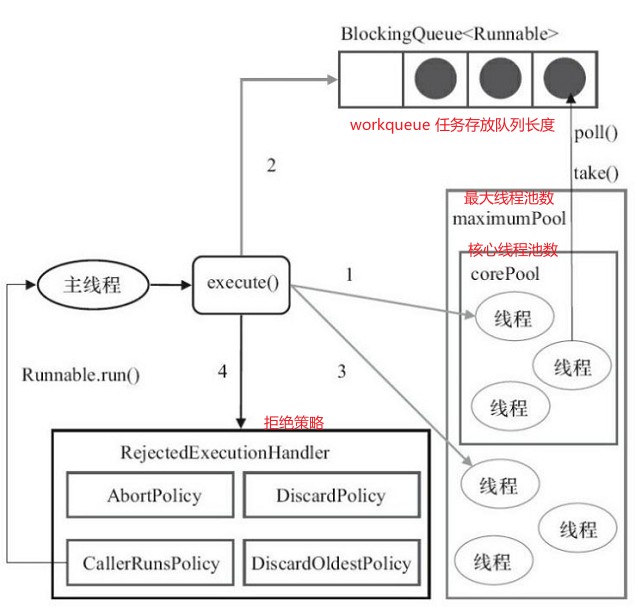 BlockingQueue<Runnable>
workqueue 任务存放队列长度
poll()
2
take()
最大线程池数
maximumPool
核心线程池数
corePool
主线程
execute()
1
线程
线程
Runnable.run()
4
3
线程
拒绝策略
RejectedExecutionHandler
线程
AbortPolicy
DiscardPolicy
线程
CallerRunsPolicy
DiscardOldestPolicy
线程